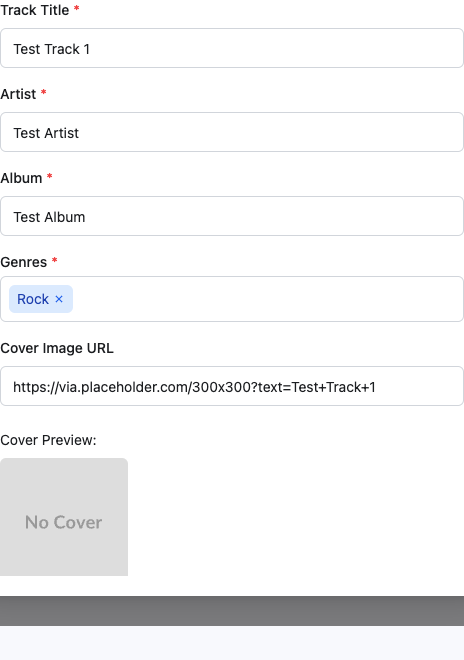 Track Title *
Test Track 1
Artist *
Test Artist
Album *
Test Album
Genres *
Rock ×
Cover Image URL
https://via.placeholder.com/300x300?text=Test+Track+1
Cover Preview:
No Cover